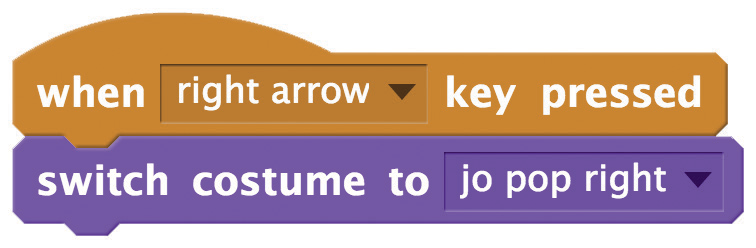 when right arrow key pressed
switch costume to jo pop right